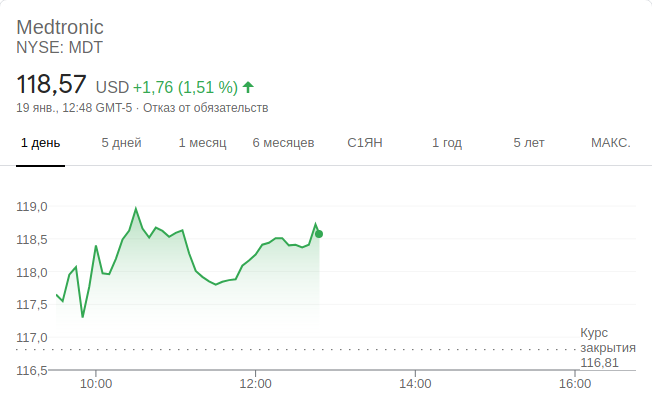 Medtronic
NYSE: MDT
118,57 USD +1,76 (1,51 %)
19 янв., 12:48 GMT-5 · Отказ от обязательств
1 день 5 дней 1 месяц 6 месяцев С1ЯН 1 год 5 лет МАКС.
119,0
118,5
118,0
117,5
117,0
Курс
закрытия
116,81
116,5
10:00 12:00 14:00 16:00